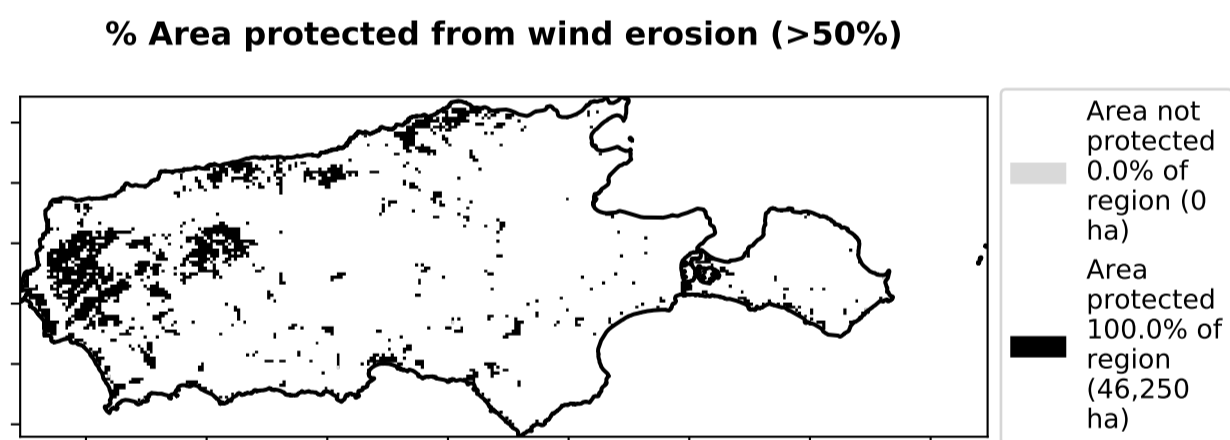 % Area protected from wind erosion (>50%)
Area not
protected
0.0% of
region (0
ha)
Area
protected
100.0% of
region
(46,250
ha)